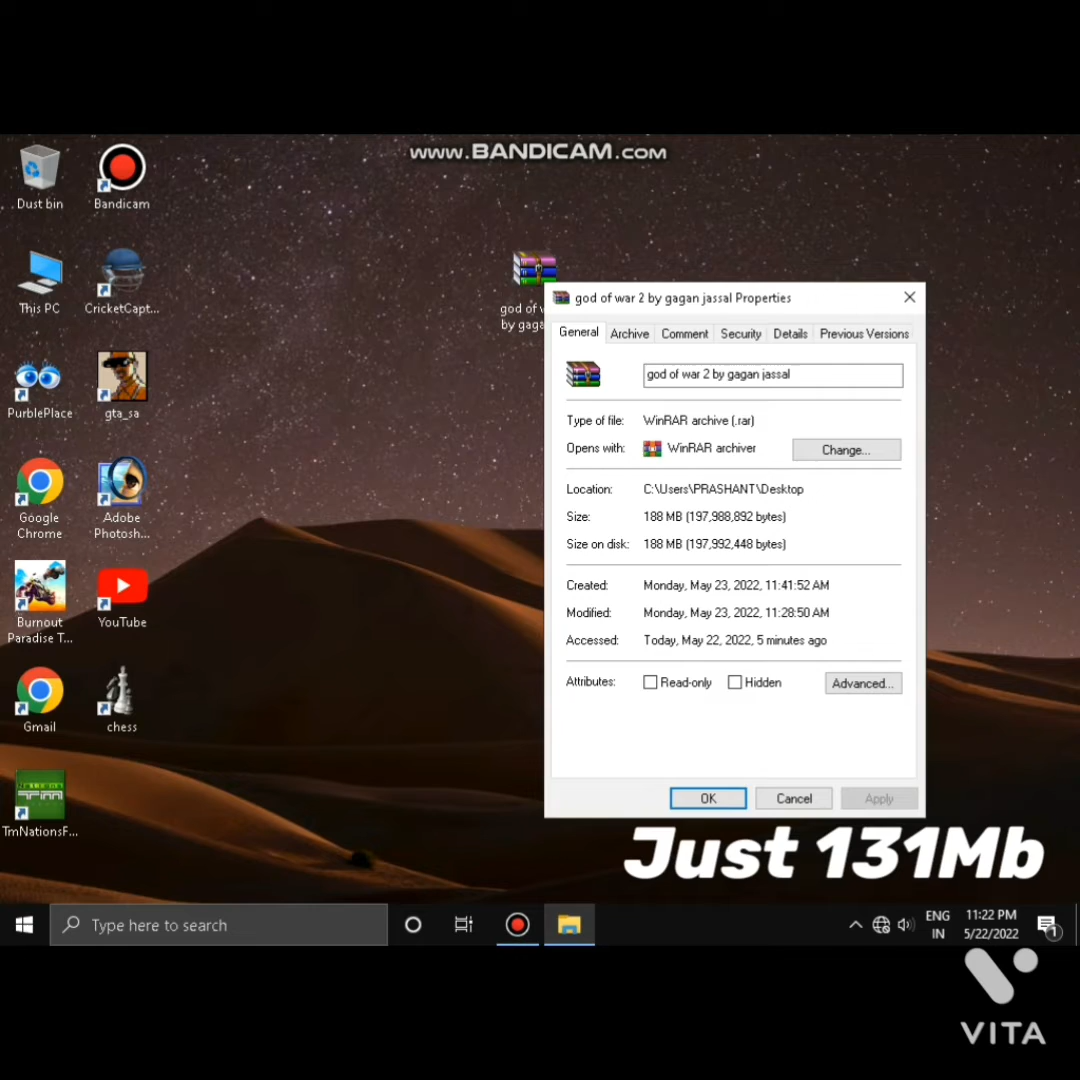 www.BANDICAM.com
Dust bin
Bandicam
This PC
CricketCapt...
PurblePlace
gta_sa
Google
Chrome
Adobe
Photosh...
Burnout
Paradise T...
YouTube
Gmail
chess
TmNationsF...
god of
by gaga
god of war 2 by gagan jassal Properties
General
Archive
Comment
Security
Details
Previous Versions
god of war 2 by gagan jassal
Type of file: WinRAR archive (.rar)
Opens with: WinRAR archiver
Change...
Location: C:\Users\PRASHANT\Desktop
Size: 188 MB (197,988,892 bytes)
Size on disk: 188 MB (197,992,448 bytes)
Created: Monday, May 23, 2022, 11:41:52 AM
Modified: Monday, May 23, 2022, 11:28:50 AM
Accessed: Today, May 22, 2022, 5 minutes ago
Attributes: Read-only Hidden
Advanced...
OK
Cancel
Apply
Just 131Mb
Type here to search
ENG
IN
11:22 PM
5/22/2022
1
VITA